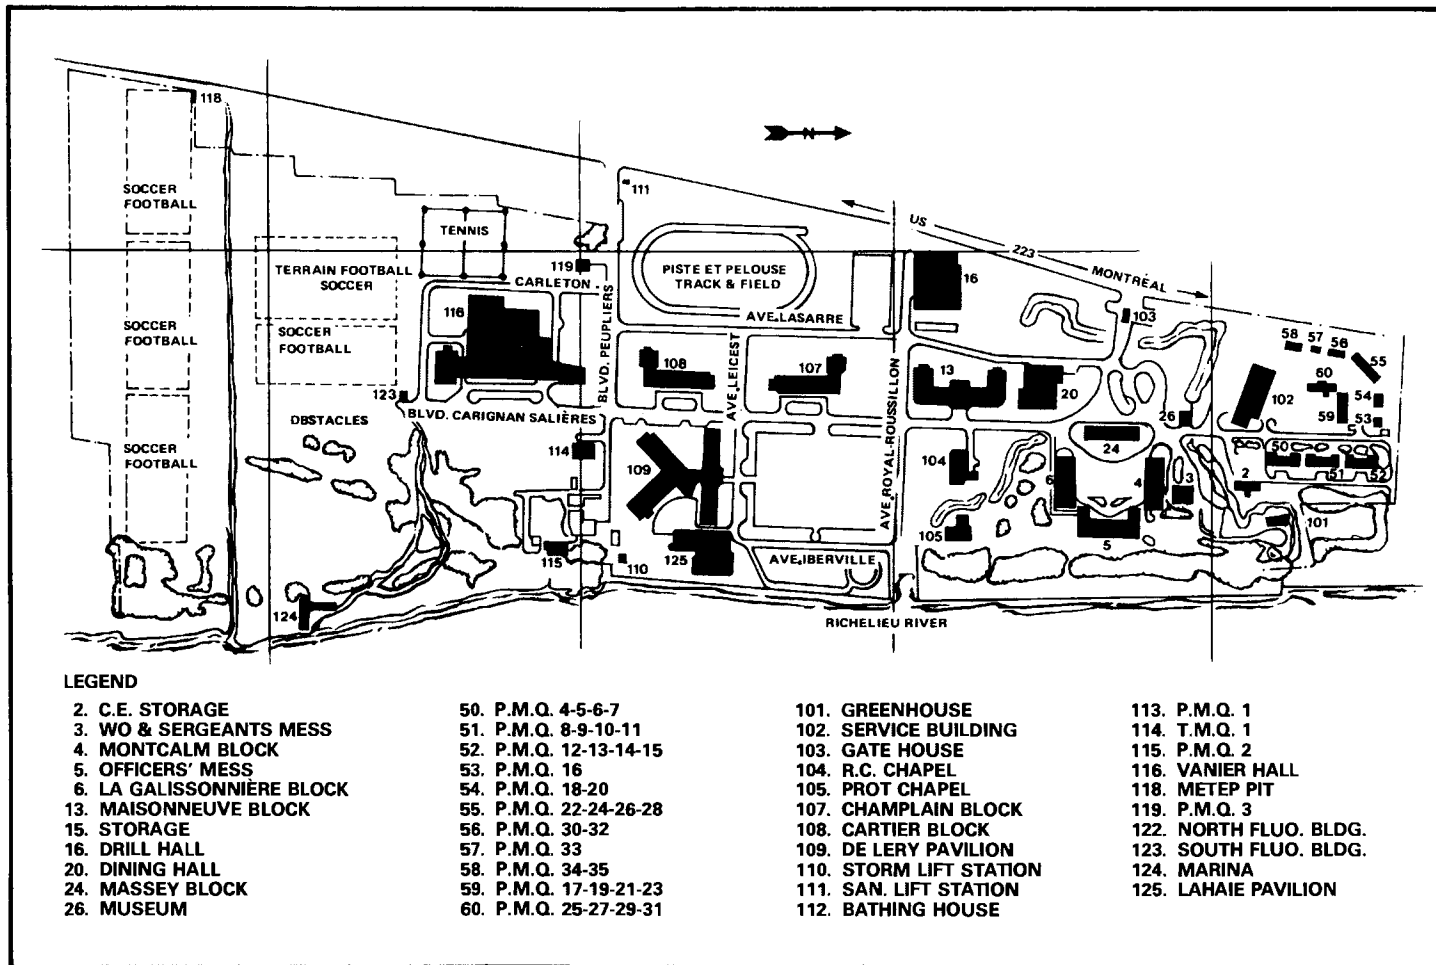 118
N
111
SOCCER
FOOTBALL
US
223
MONTRÉAL
TENNIS
119
TERRAIN FOOTBALL
SOCCER
CARLETON
PISTE ET PELOUSE
TRACK & FIELD
16
116
AVE. LASARRE
103
SOCCER
FOOTBALL
SOCCER
FOOTBALL
BLVD. PEUPLIERS
108
AVE. LEICEST
107
AVE. ROYAL-ROUSSILLON
13
20
58
57
56
55
60
54
102
59
53
26
123
BLVD. CARIGNAN SALIÈRES
OBSTACLES
SOCCER
FOOTBALL
114
109
104
24
50
51
52
6
4
3
2
101
105
5
115
110
125
AVE. IBERVILLE
124
RICHELIEU RIVER
LEGEND
2. C.E. STORAGE
3. WO & SERGEANTS MESS
4. MONTCALM BLOCK
5. OFFICERS' MESS
6. LA GALISSONNIÈRE BLOCK
13. MAISONNEUVE BLOCK
15. STORAGE
16. DRILL HALL
20. DINING HALL
24. MASSEY BLOCK
26. MUSEUM
50. P.M.Q. 4-5-6-7
51. P.M.Q. 8-9-10-11
52. P.M.Q. 12-13-14-15
53. P.M.Q. 16
54. P.M.Q. 18-20
55. P.M.Q. 22-24-26-28
56. P.M.Q. 30-32
57. P.M.Q. 33
58. P.M.Q. 34-35
59. P.M.Q. 17-19-21-23
60. P.M.Q. 25-27-29-31
101. GREENHOUSE
102. SERVICE BUILDING
103. GATE HOUSE
104. R.C. CHAPEL
105. PROT CHAPEL
107. CHAMPLAIN BLOCK
108. CARTIER BLOCK
109. DE LERY PAVILION
110. STORM LIFT STATION
111. SAN. LIFT STATION
112. BATHING HOUSE
113. P.M.Q. 1
114. T.M.Q. 1
115. P.M.Q. 2
116. VANIER HALL
118. METEP PIT
119. P.M.Q. 3
122. NORTH FLUO. BLDG.
123. SOUTH FLUO. BLDG.
124. MARINA
125. LAHAIE PAVILION